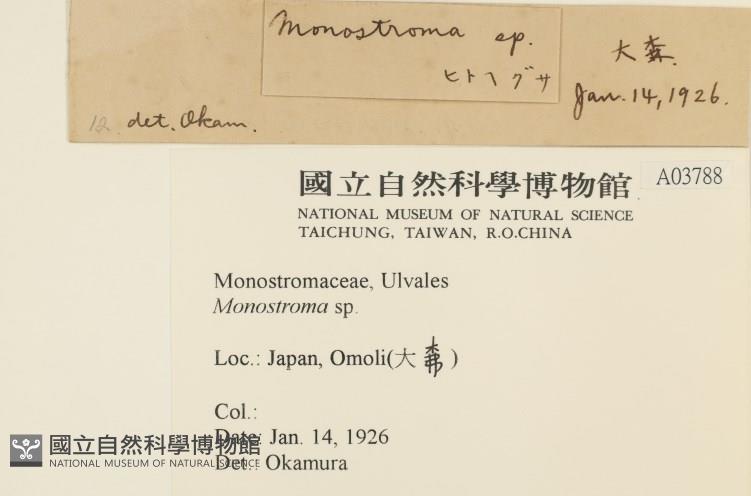 Monostroma sp.
ヒトヘグサ
大森.
Jan. 14, 1926.
12 det. Okam.
國立自然科學博物館
A03788
NATIONAL MUSEUM OF NATURAL SCIENCE
TAICHUNG, TAIWAN, R.O.CHINA
Monostromaceae, Ulvales
Monostroma sp.
Loc.: Japan, Omoli(大 )
Col.:
Date: Jan. 14, 1926
Det.: Okamura
國立自然科學博物館
NATIONAL MUSEUM OF NATURAL SCIENCE